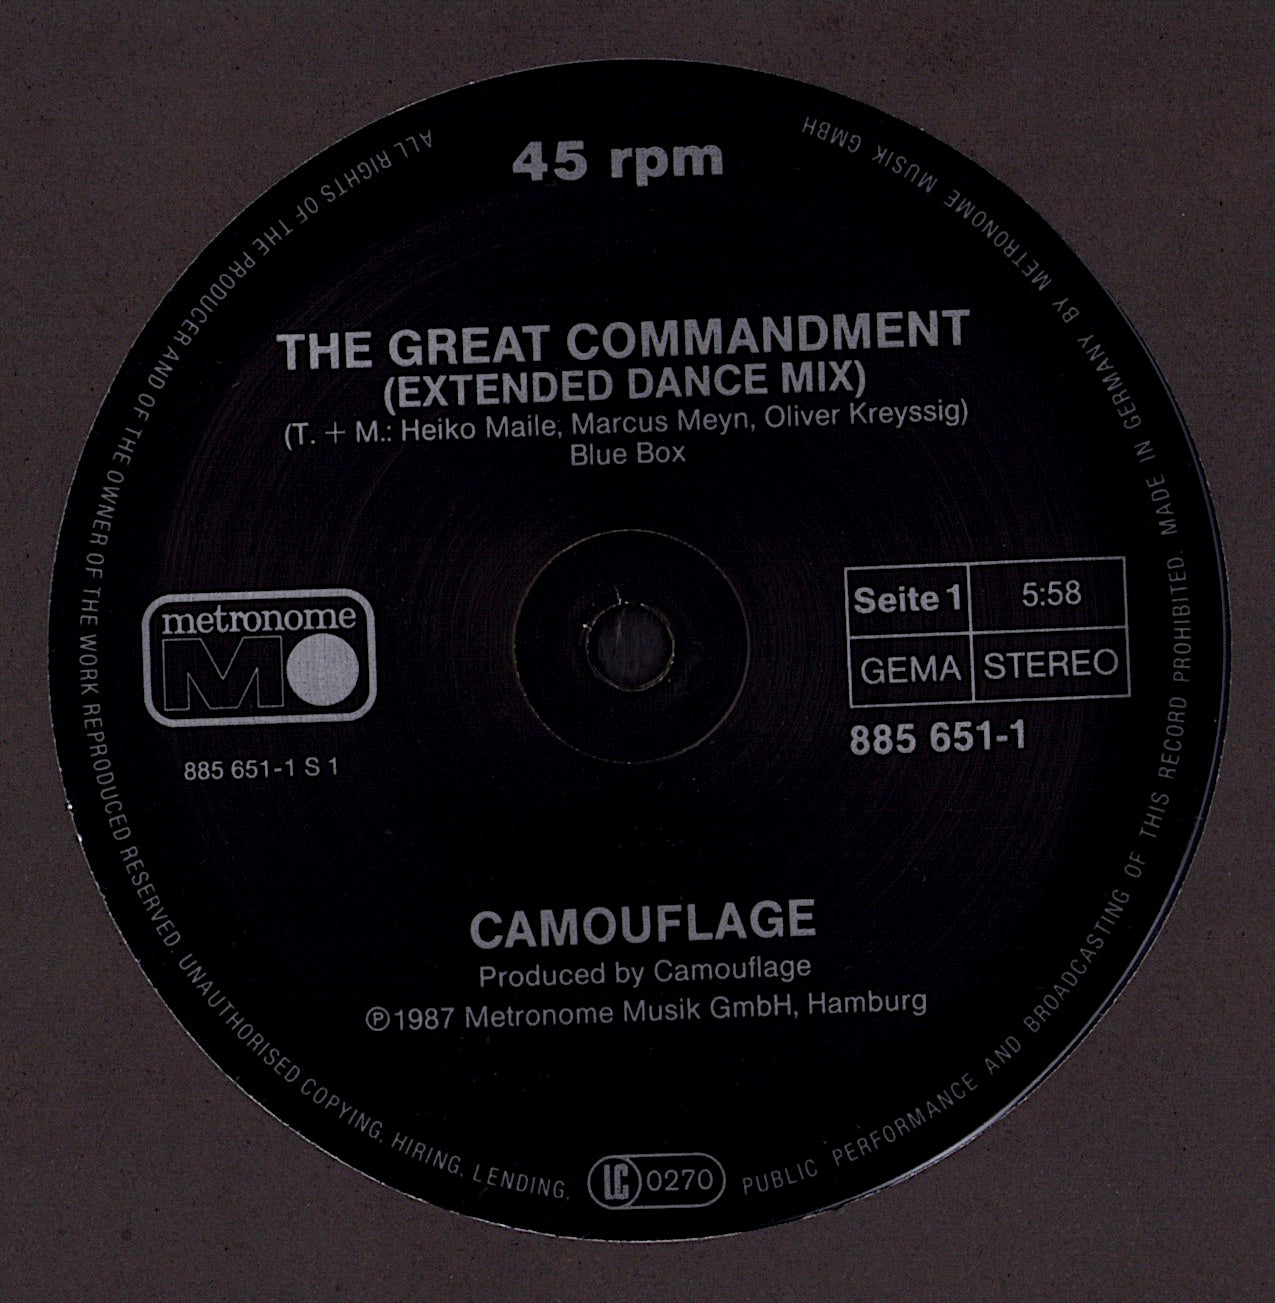 45 rpm
THE GREAT COMMANDMENT
(EXTENDED DANCE MIX)
(T. + M.: Heiko Maile, Marcus Meyn, Oliver Kreyssig)
Blue Box
metronome
MO
885 651-1 S 1
Seite 1 5:58
GEMA STEREO
885 651-1
CAMOUFLAGE
Produced by Camouflage
Ⓟ1987 Metronome Musik GmbH, Hamburg
ALL RIGHTS OF THE PRODUCER AND OF THE OWNER OF THE WORK REPRODUCED RESERVED. UNAUTHORISED COPYING, HIRING, LENDING, PUBLIC PERFORMANCE AND BROADCASTING OF THIS RECORD PROHIBITED. MADE IN GERMANY BY METRONOME MUSIK GMBH
LC 0270